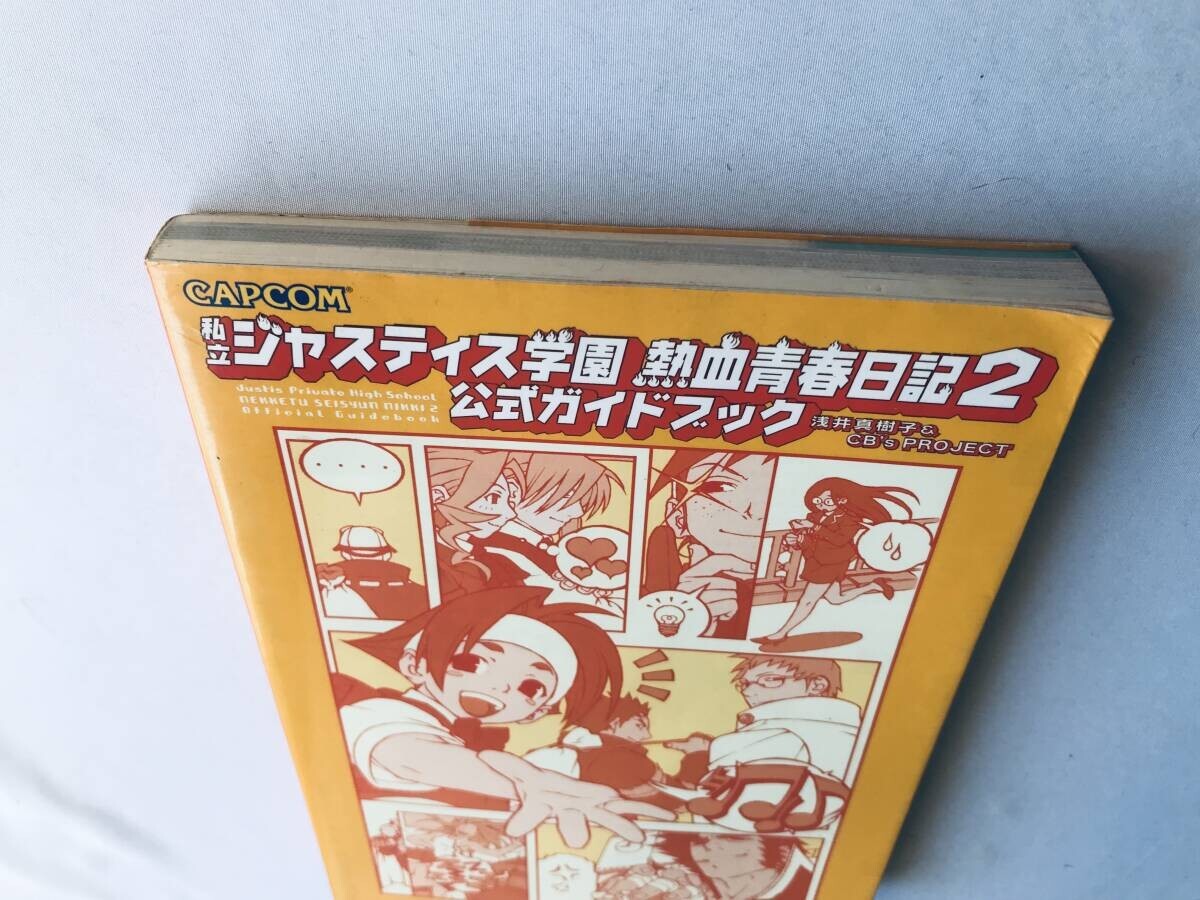 CAPCOM®
私立ジャスティス学園 熱血青春日記2
Justis Private High School
NEKKETU SEISYUN NIKKI 2
Official Guidebook
公式ガイドブック
浅井真樹子&
CB's PROJECT
....